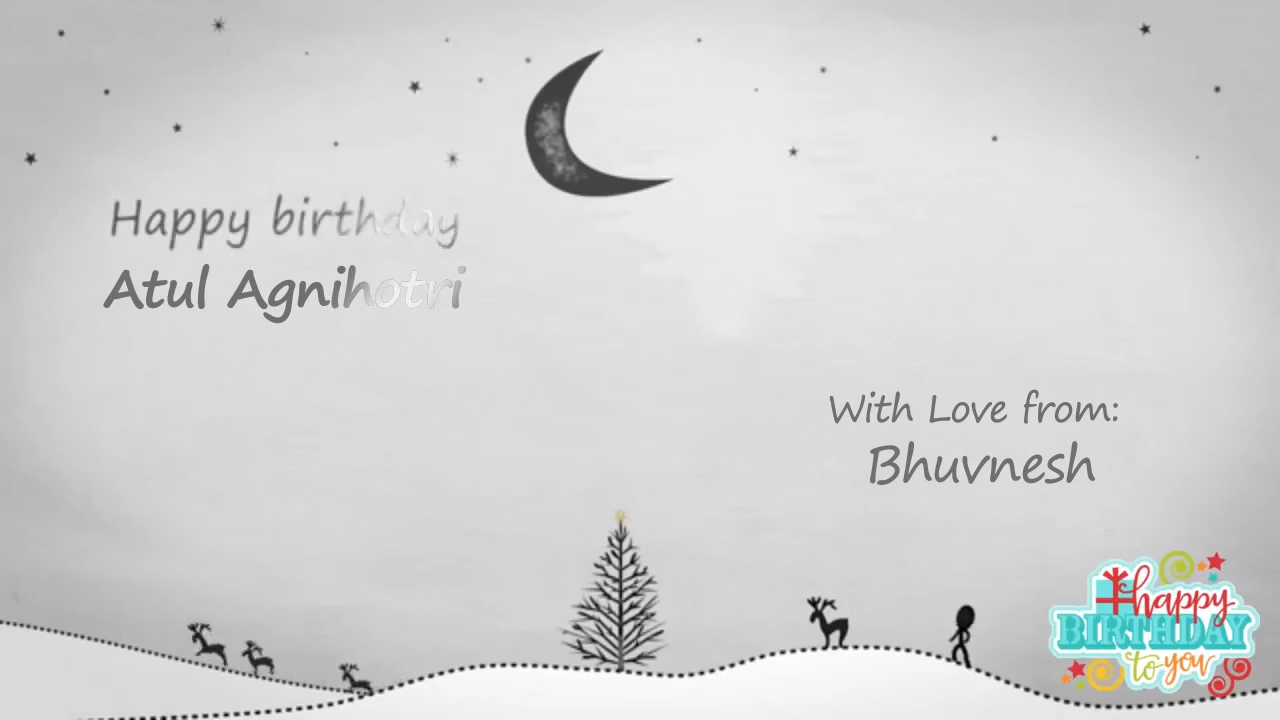 Happy birthday
Atul Agnihotri
With Love from:
Bhuvnesh
happy
BIRTHDAY
to you